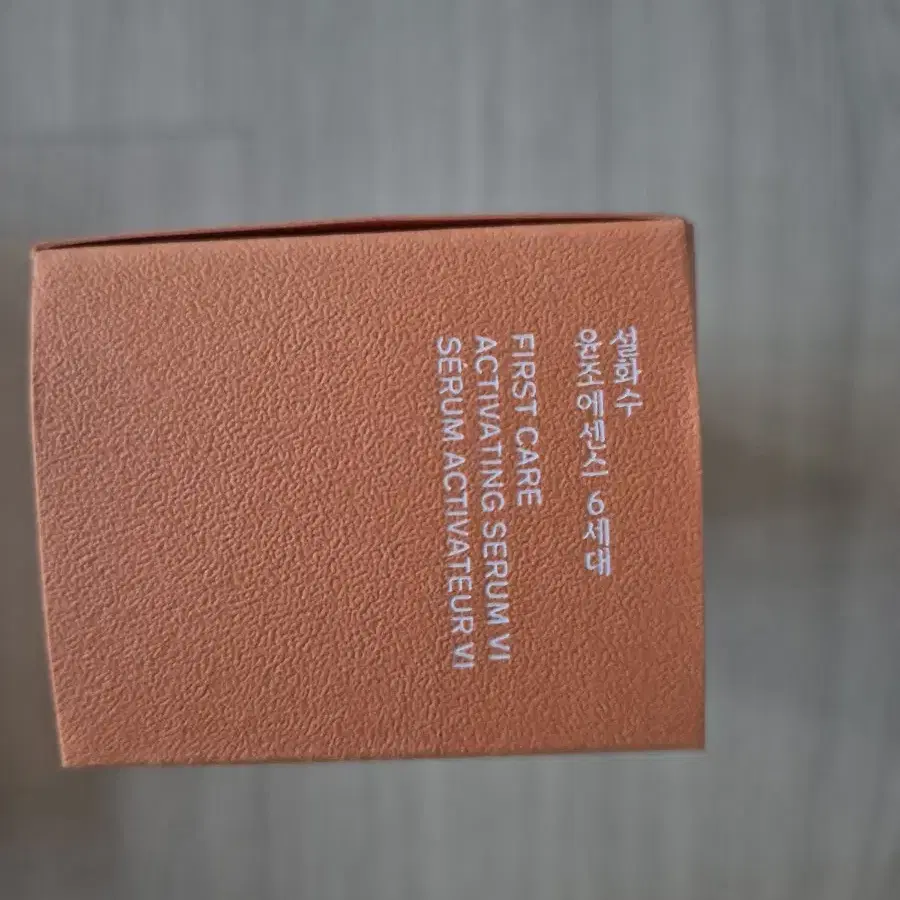 설화수
윤조에센스 6세대
FIRST CARE
ACTIVATING SERUM VI
SÉRUM ACTIVATEUR VI